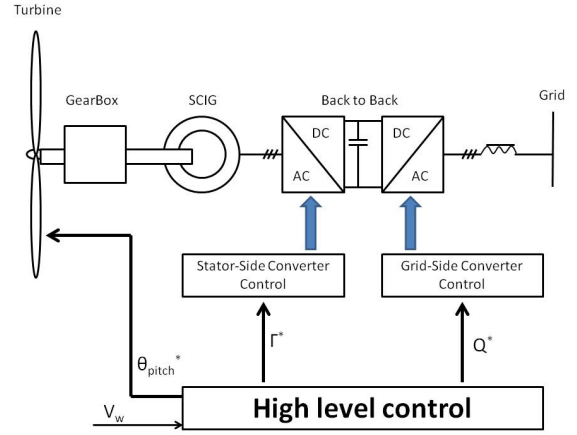 Turbine
GearBox
SCIG
Back to Back
Grid
DC
AC
DC
AC
Stator-Side Converter
Control
Grid-Side Converter
Control
Γ*
Q*
θpitch*
High level control
Vw